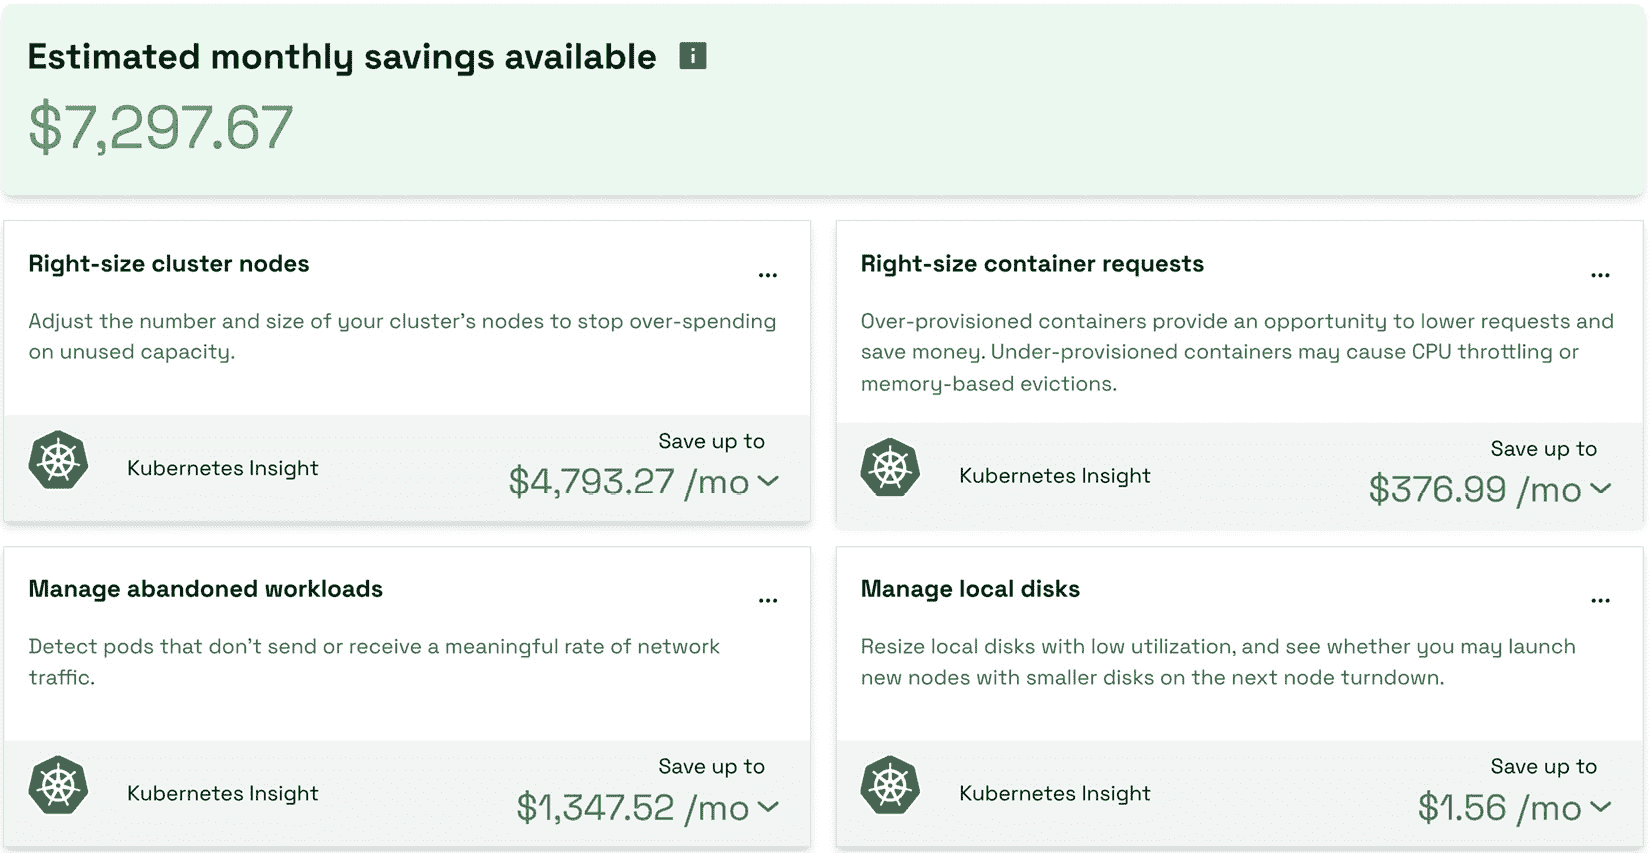 Estimated monthly savings available i
$7,297.67
Right-size cluster nodes
...
Adjust the number and size of your cluster's nodes to stop over-spending
on unused capacity.
Kubernetes Insight
Save up to
$4,793.27 /mo
Right-size container requests
...
Over-provisioned containers provide an opportunity to lower requests and
save money. Under-provisioned containers may cause CPU throttling or
memory-based evictions.
Kubernetes Insight
Save up to
$376.99 /mo
Manage abandoned workloads
...
Detect pods that don't send or receive a meaningful rate of network
traffic.
Kubernetes Insight
Save up to
$1,347.52 /mo
Manage local disks
...
Resize local disks with low utilization, and see whether you may launch
new nodes with smaller disks on the next node turndown.
Kubernetes Insight
Save up to
$1.56 /mo